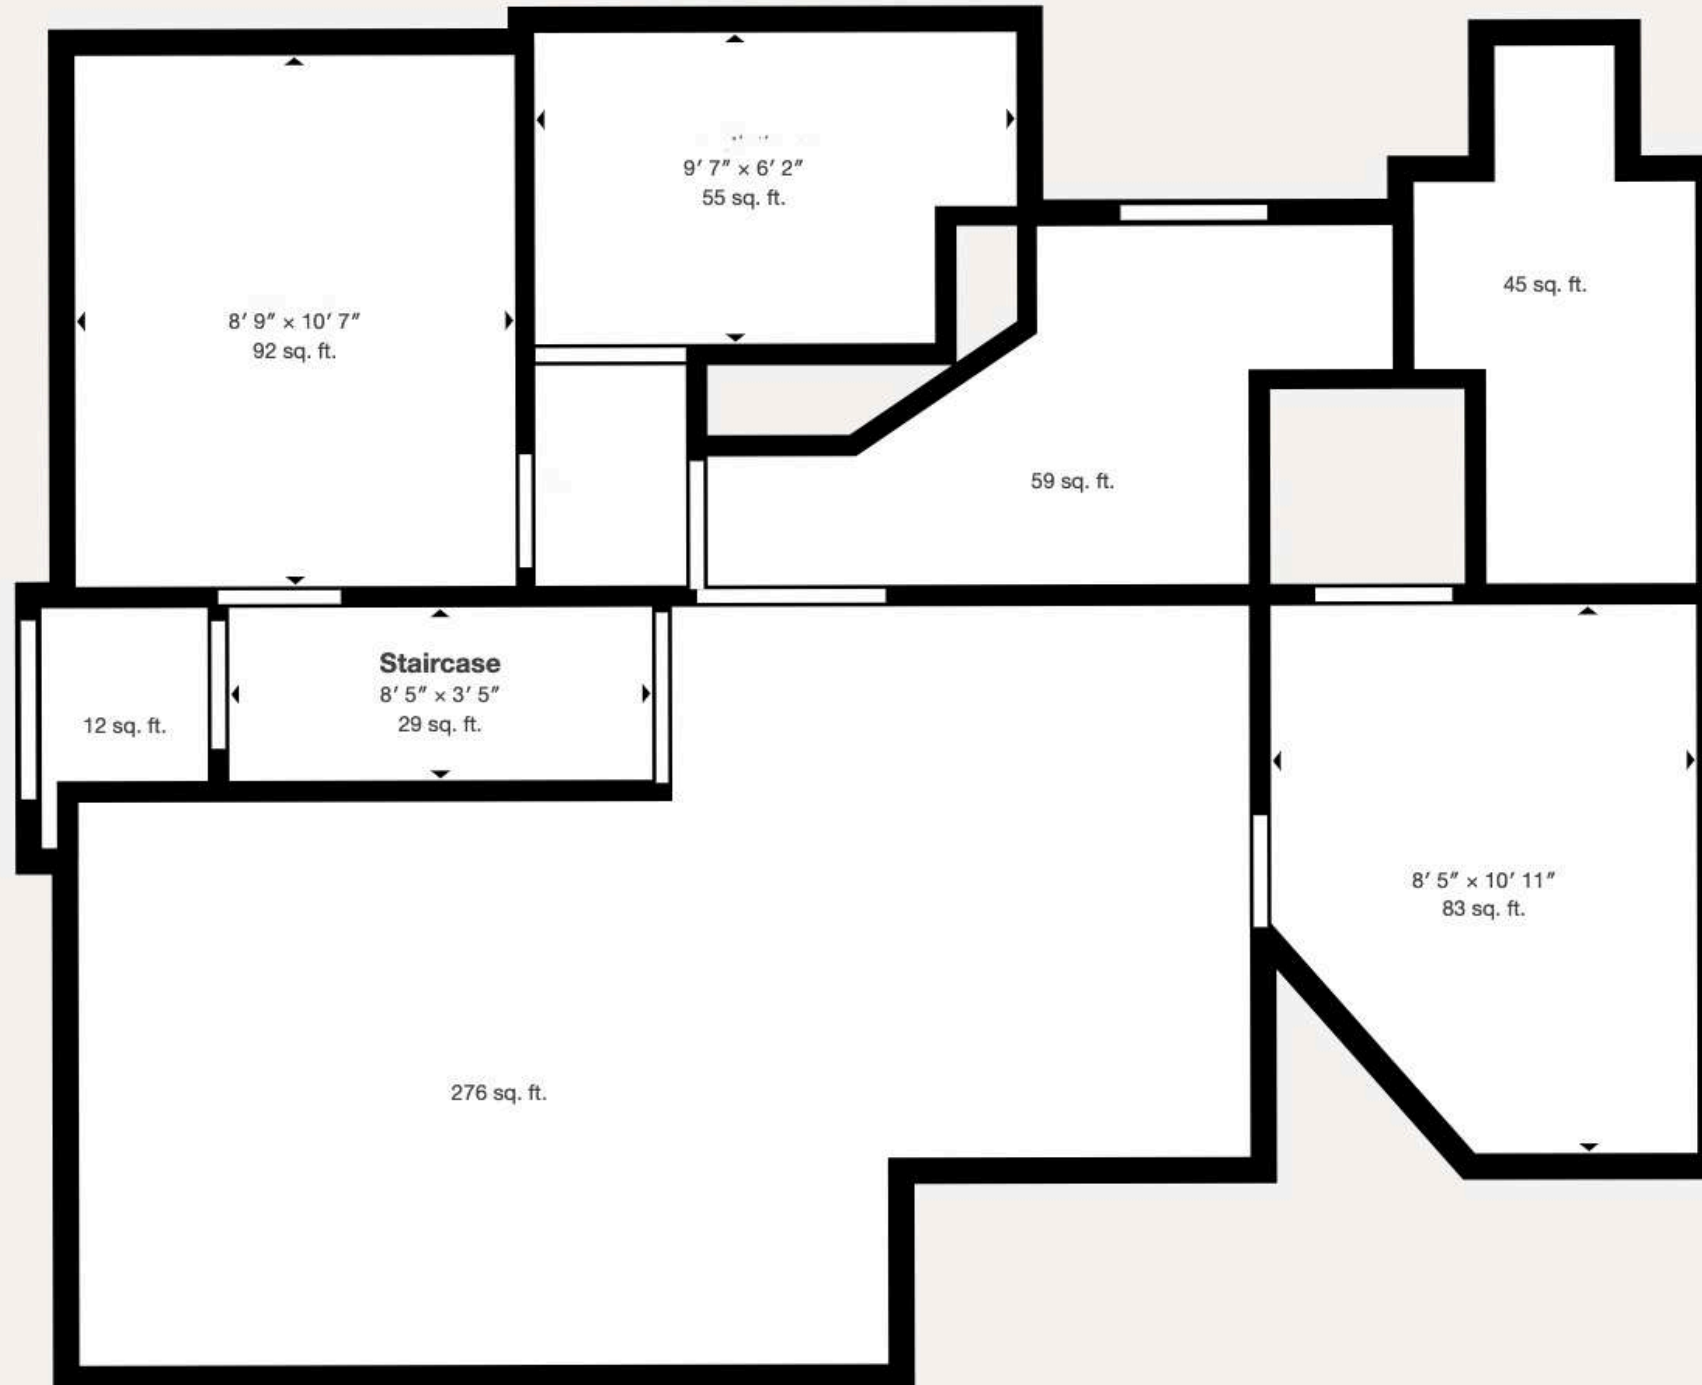 9′ 7″ × 6′ 2″
55 sq. ft.
45 sq. ft.
8′ 9″ × 10′ 7″
92 sq. ft.
59 sq. ft.
Staircase
8′ 5″ × 3′ 5″
29 sq. ft.
12 sq. ft.
8′ 5″ × 10′ 11″
83 sq. ft.
276 sq. ft.